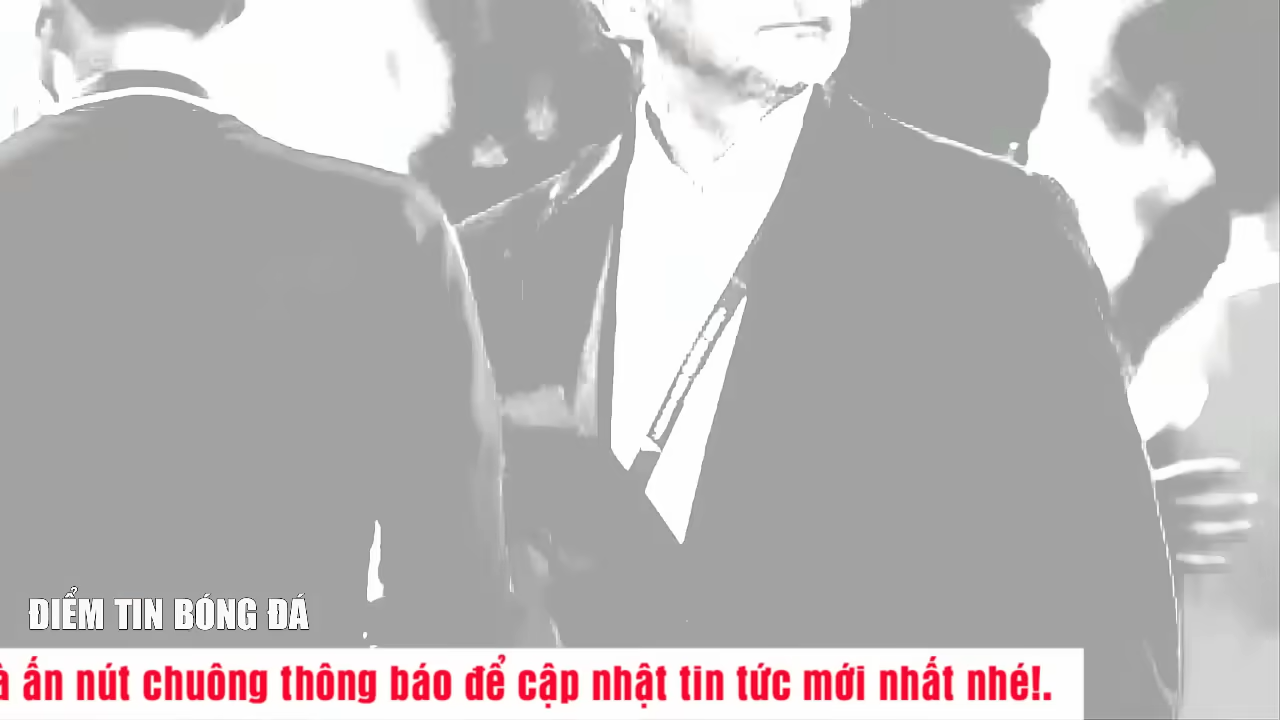 ĐIỂM TIN BÓNG ĐÁ
à ấn nút chuông thông báo để cập nhật tin tức mới nhất nhé!.